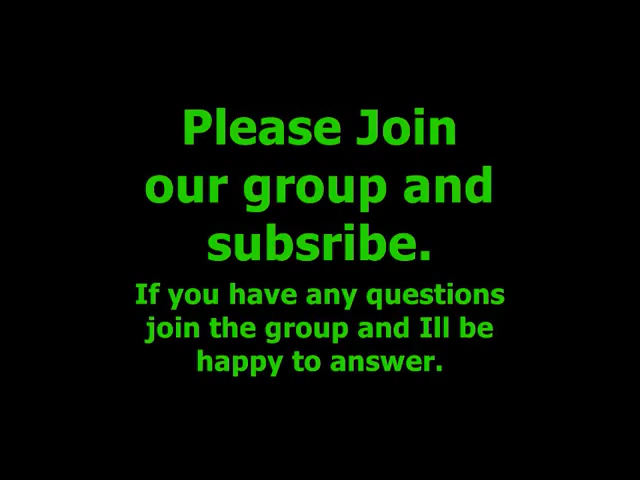 Please Join
our group and
subsribe.
If you have any questions
join the group and Ill be
happy to answer.